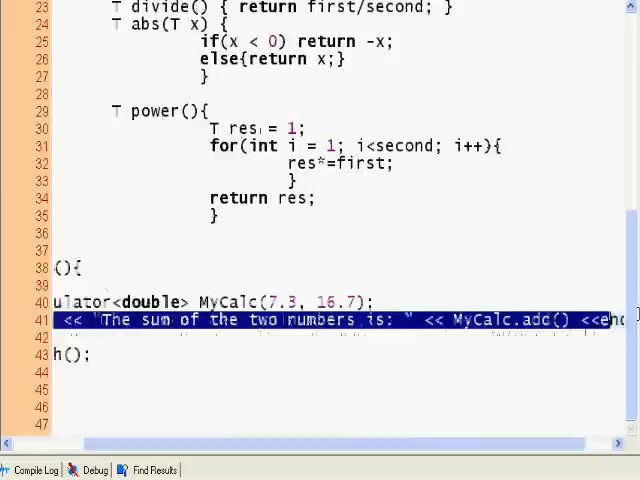 23 T divide() { return first/second; }
24 T abs(T x) {
25 if(x < 0) return -x;
26 else{return x;}
27 }
28
29 T power(){
30 T res = 1;
31 for(int i = 1; i<second; i++){
32 res*=first;
33 }
34 return res;
35 }
36
37
38 (){
39
40 ulator<double> MyCalc(7.3, 16.7);
41 << "The sum of the two numbers is: " << MyCalc.add() <<end
42
43 h();
44
45
46
47
Compile Log Debug Find Results